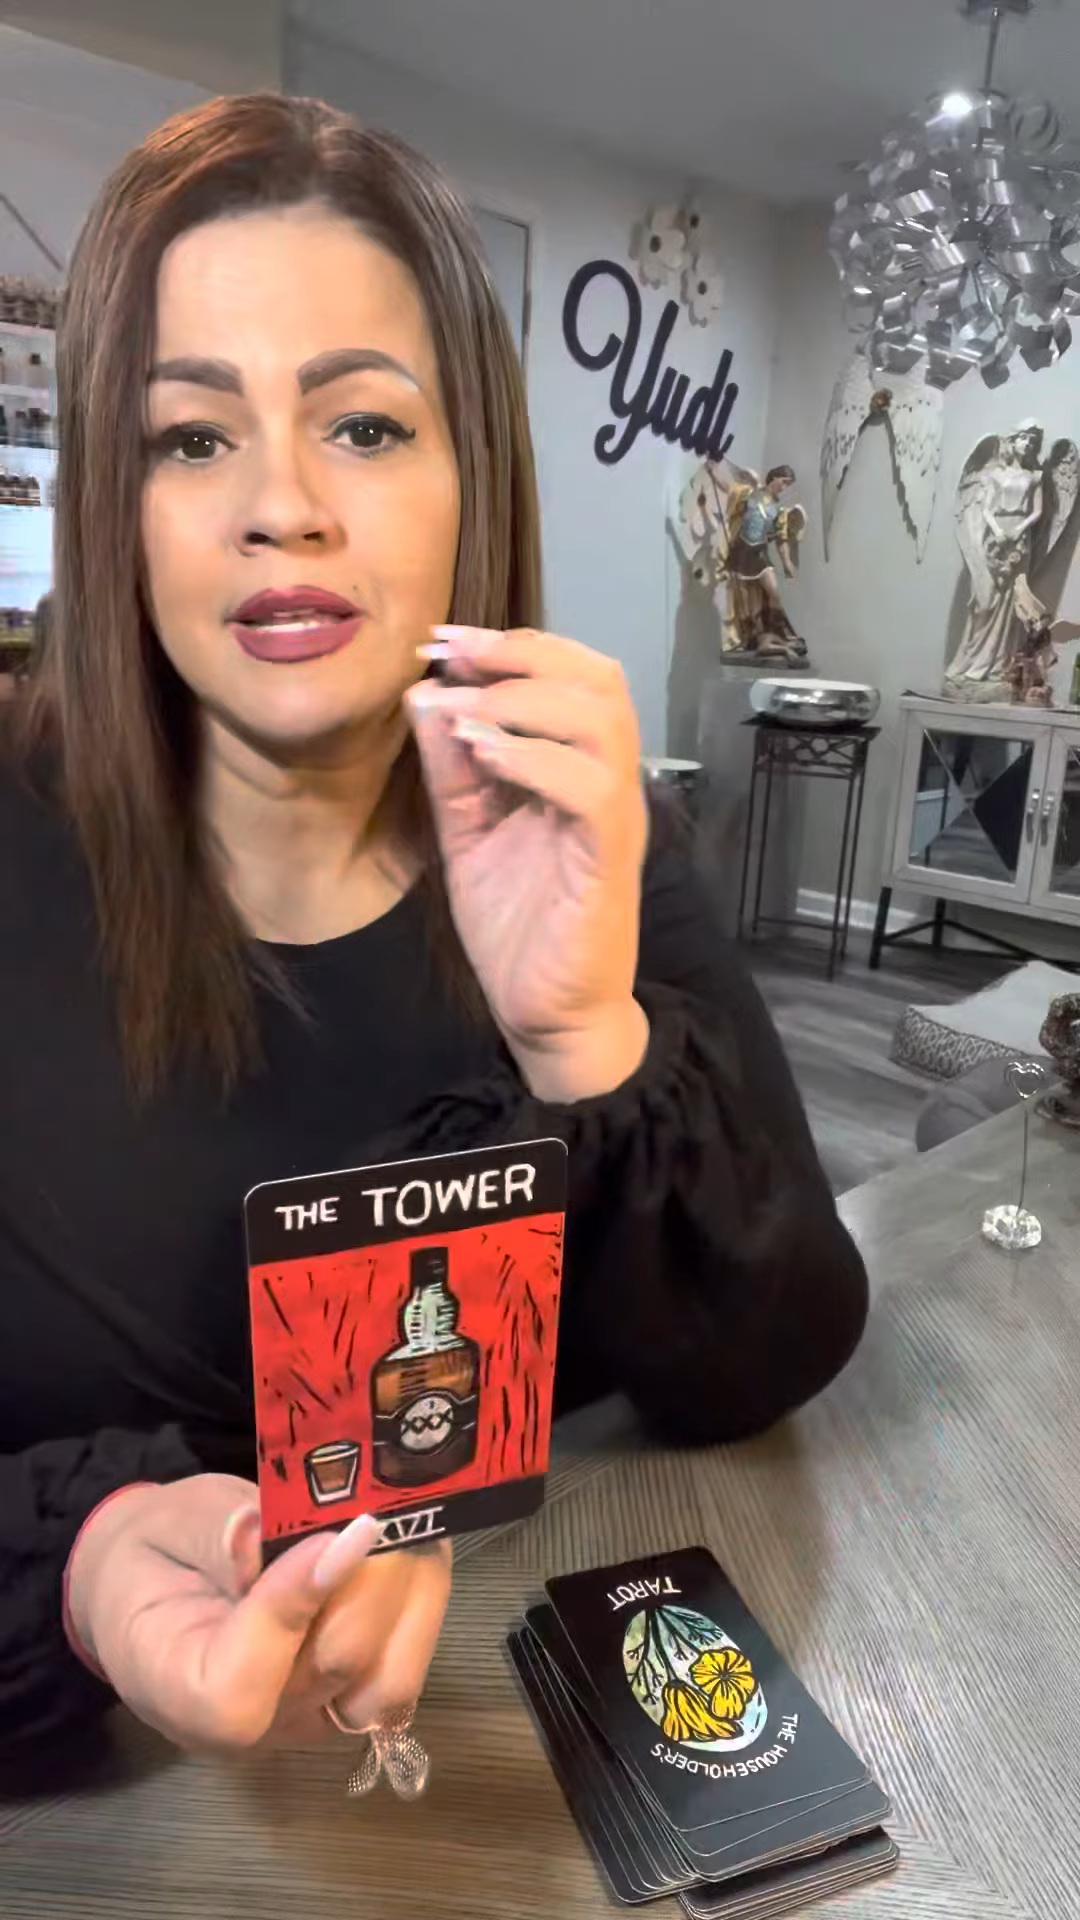 Yudi
THE TOWER
XXX
XVI
TAROT
THE HOUSEHOLDER'S